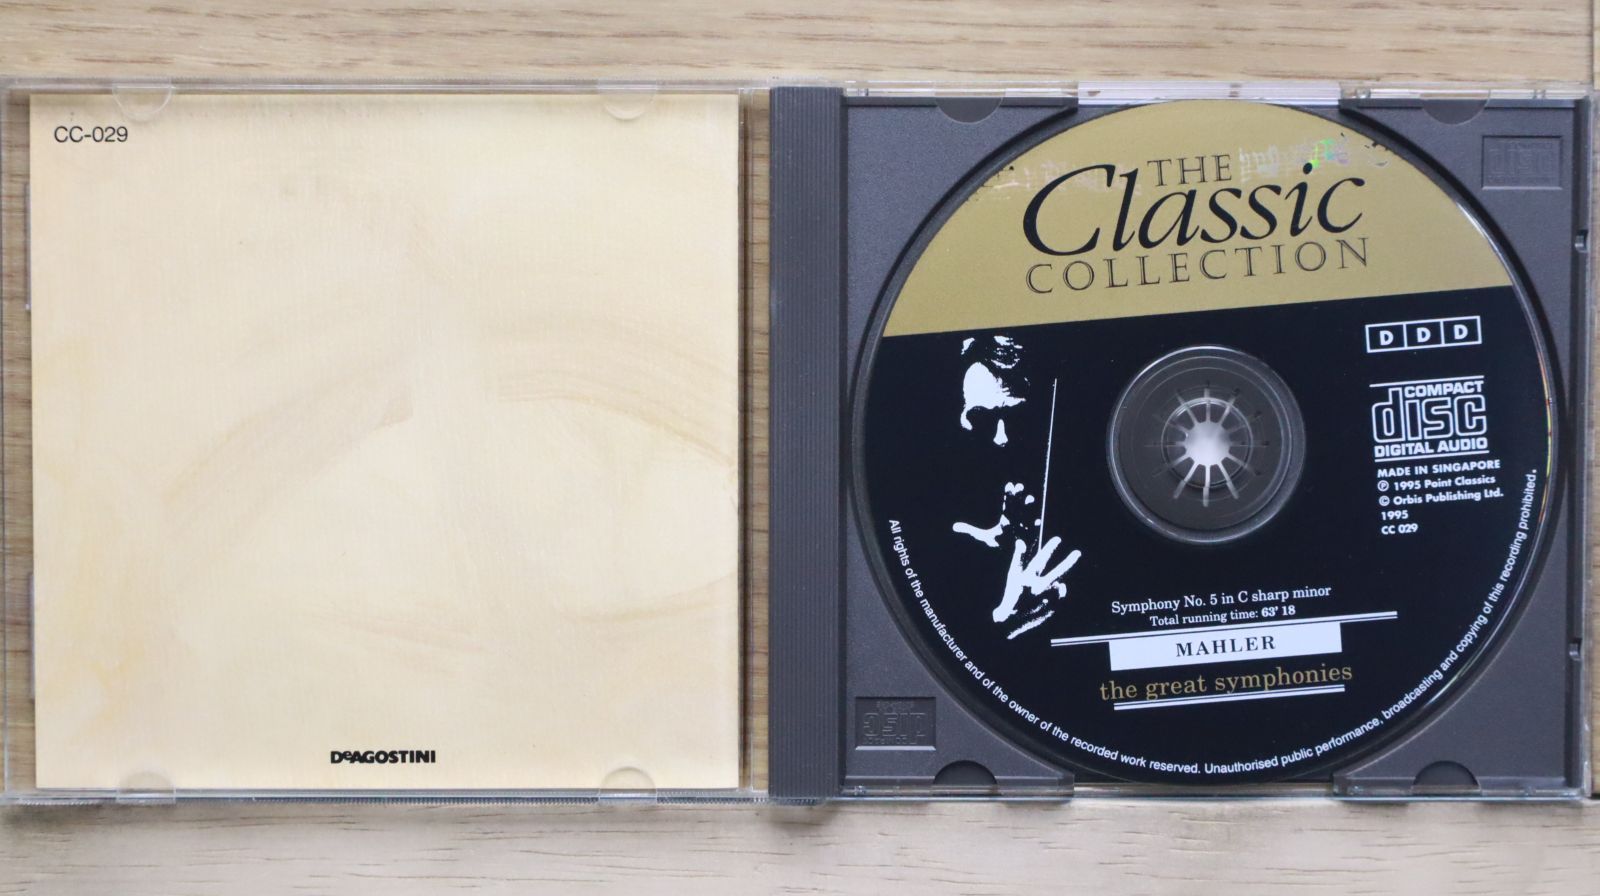 CC-029
DeAGOSTINI
THE
Classic
COLLECTION
DDD
COMPACT
disc
DIGITAL AUDIO
MADE IN SINGAPORE
℗ 1995 Point Classics
© Orbis Publishing Ltd.
1995
CC 029
Symphony No. 5 in C sharp minor
Total running time: 63' 18
MAHLER
the great symphonies
All rights of the manufacturer and of the owner of the recorded work reserved. Unauthorised public performance, broadcasting and copying of this recording prohibited.
disc